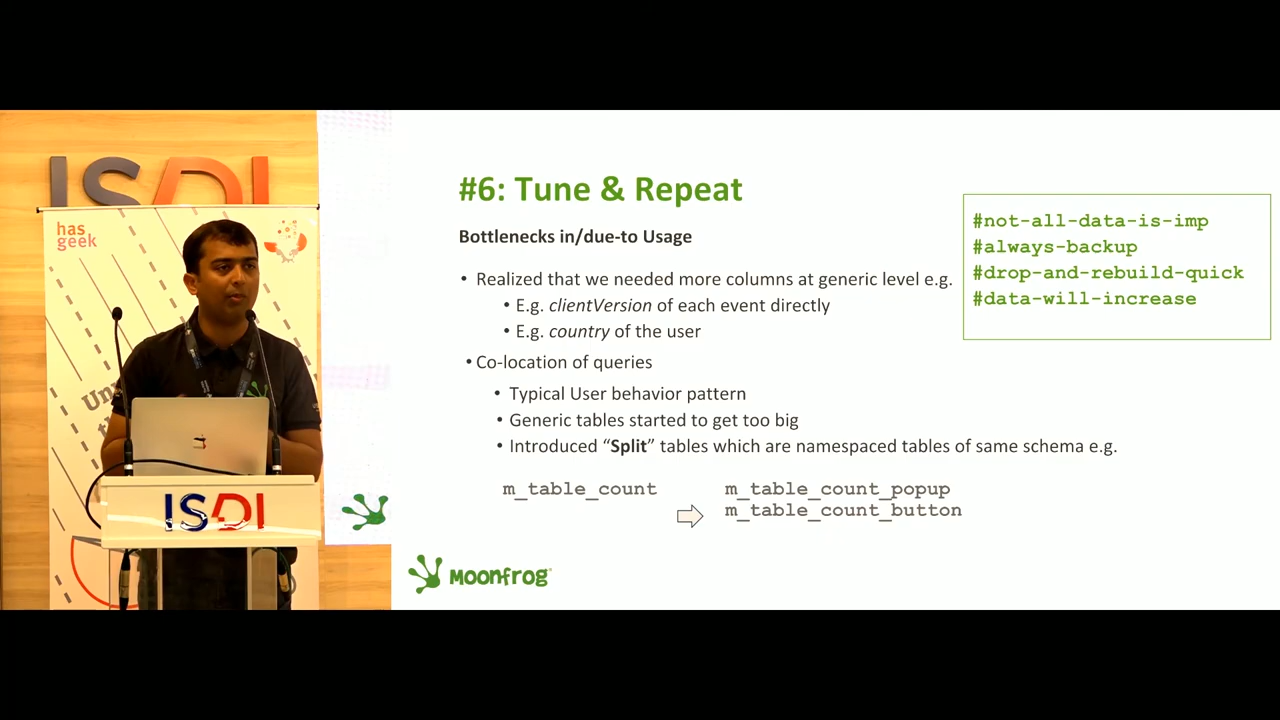 ISDI
has
geek
Un
ISDI
#6: Tune & Repeat
Bottlenecks in/due-to Usage
• Realized that we needed more columns at generic level e.g.
• E.g. clientVersion of each event directly
• E.g. country of the user
• Co-location of queries
• Typical User behavior pattern
• Generic tables started to get too big
• Introduced “Split” tables which are namespaced tables of same schema e.g.
m_table_count
m_table_count_popup
m_table_count_button
#not-all-data-is-imp
#always-backup
#drop-and-rebuild-quick
#data-will-increase
Moonfrog